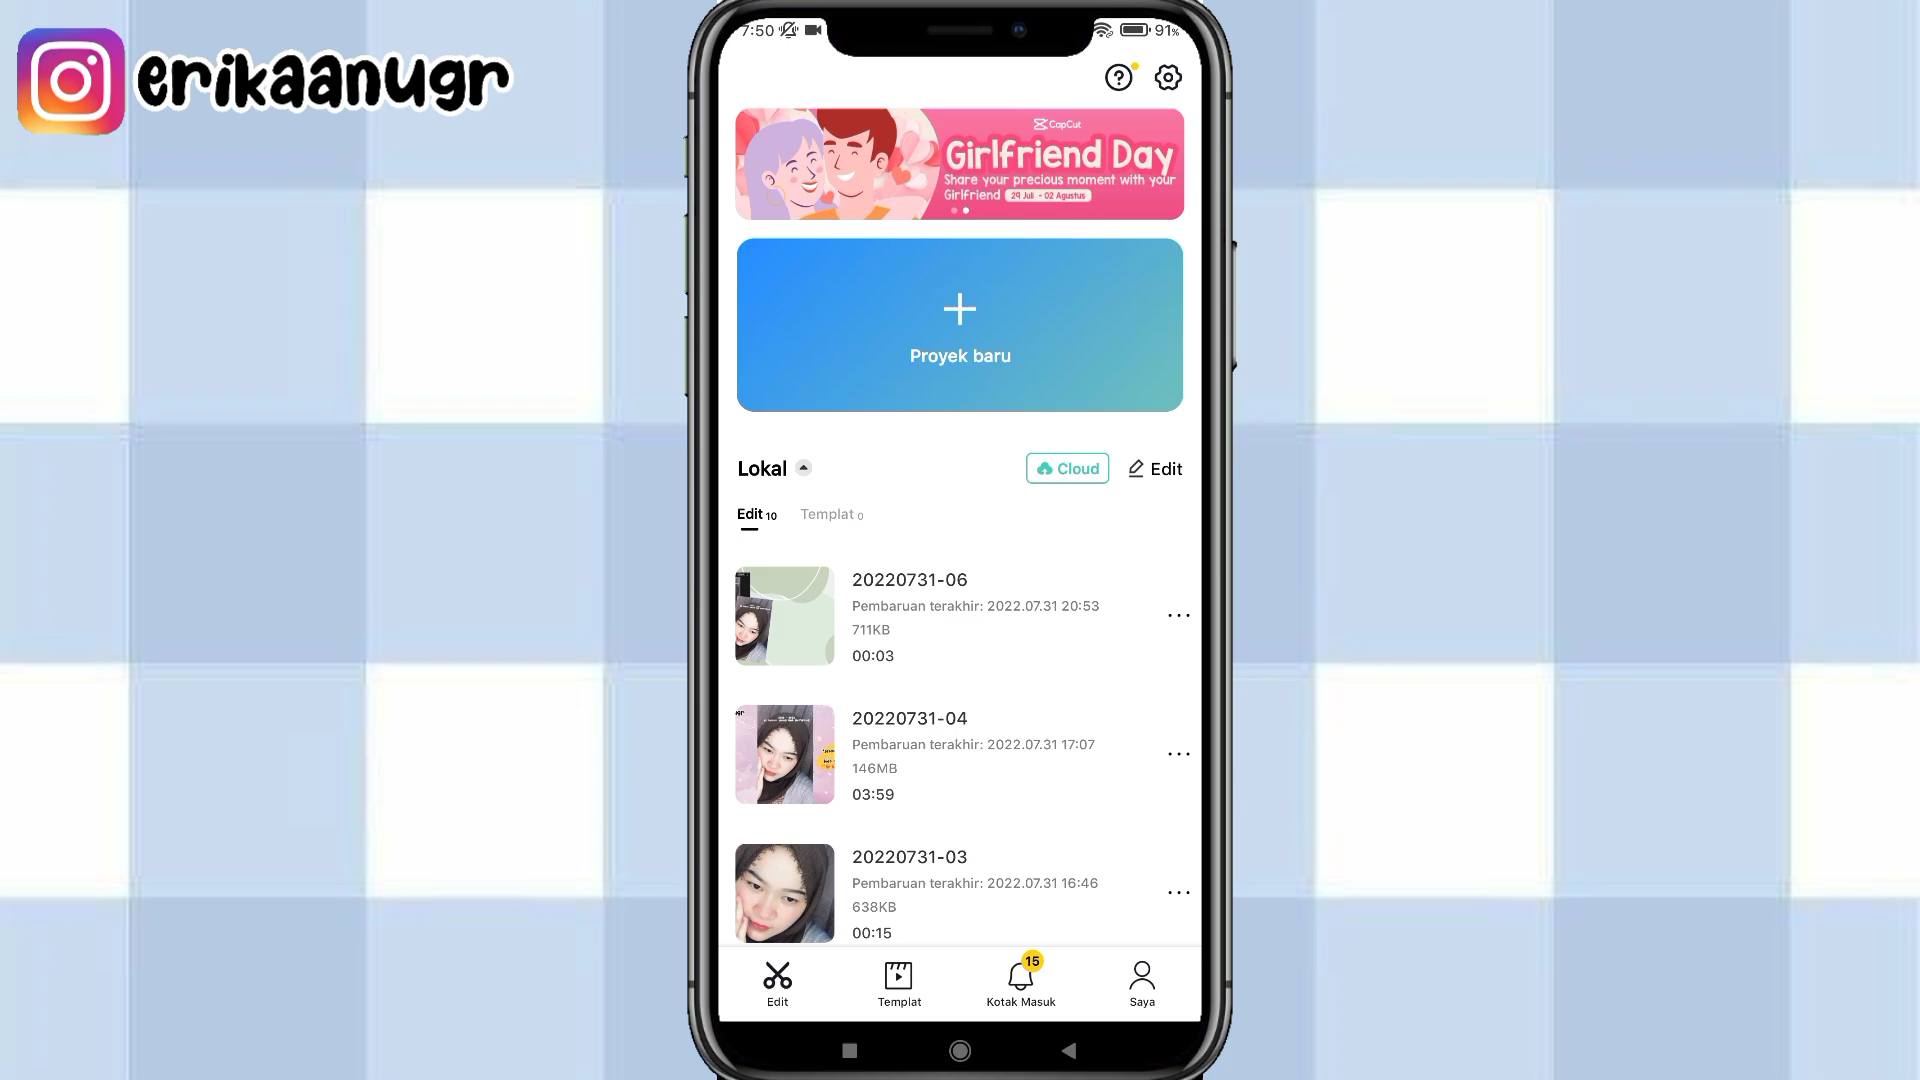 erikaanugr
7:50
91%
CapCut
Girlfriend Day
Share your precious moment with your
Girlfriend 29 Juli - 02 Agustus
Proyek baru
Lokal
Cloud
Edit
Edit 10
Templat 0
20220731-06
Pembaruan terakhir: 2022.07.31 20:53
711KB
00:03
20220731-04
Pembaruan terakhir: 2022.07.31 17:07
146MB
03:59
20220731-03
Pembaruan terakhir: 2022.07.31 16:46
638KB
00:15
15
Edit
Templat
Kotak Masuk
Saya